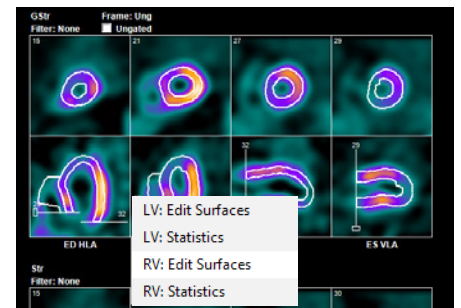 GStr Frame: Ung
Filter: None Ungated
15 21 27 29
32 29
32
ED HLA ES VLA
LV: Edit Surfaces
LV: Statistics
RV: Edit Surfaces
RV: Statistics
Str
Filter: None
15 30